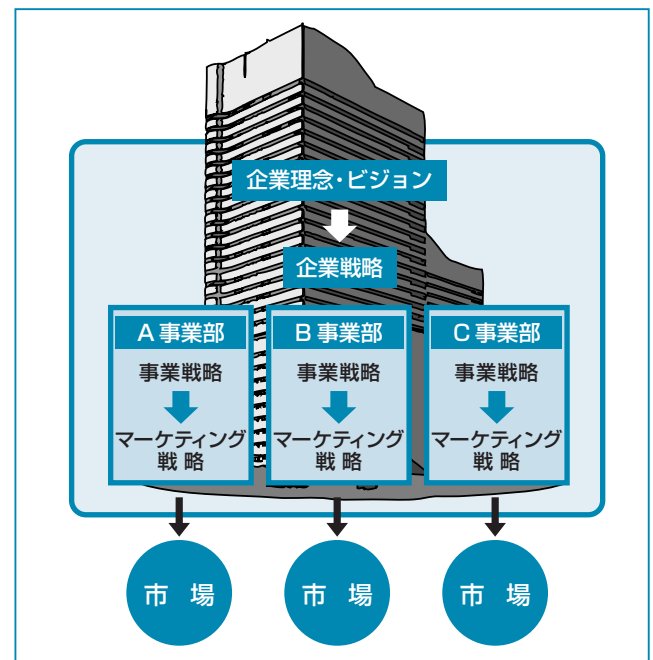 企業理念・ビジョン
企業戦略
A 事業部
事業戦略
マーケティング
戦 略
B 事業部
事業戦略
マーケティング
戦 略
C 事業部
事業戦略
マーケティング
戦 略
市 場
市 場
市 場